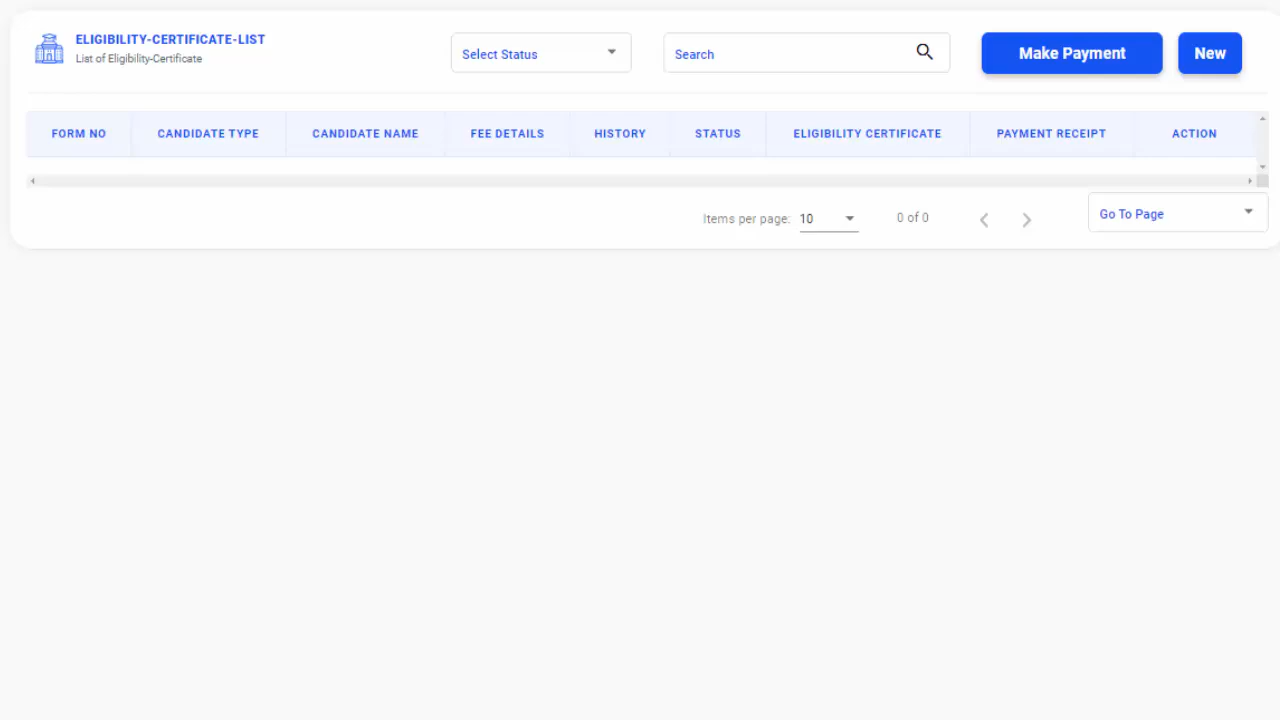 ELIGIBILITY-CERTIFICATE-LIST
List of Eligibility-Certificate
Select Status
Search
Make Payment
New
FORM NO CANDIDATE TYPE CANDIDATE NAME FEE DETAILS HISTORY STATUS ELIGIBILITY CERTIFICATE PAYMENT RECEIPT ACTION
Items per page: 10 0 of 0
Go To Page